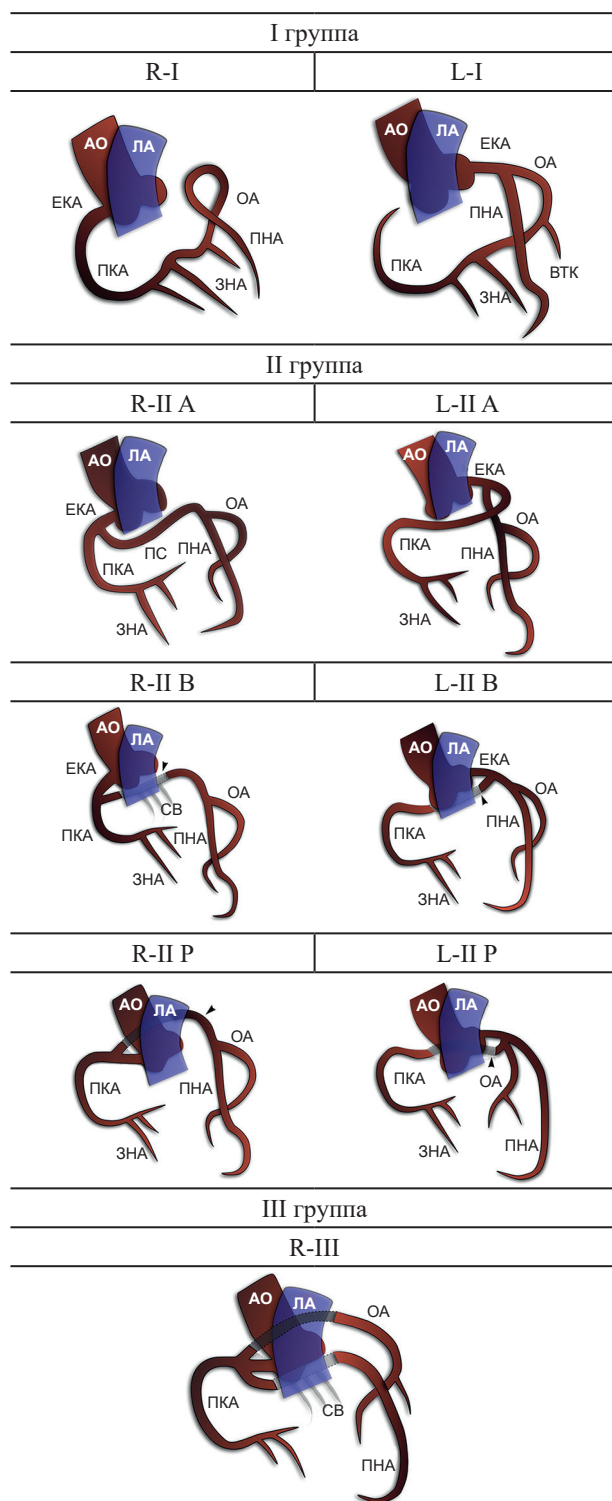 I группа
R-I L-I
АО ЛА ЕКА ОА ПНА ПКА ЗНА
АО ЛА ЕКА ОА ПНА ПКА ЗНА ВТК
II группа
R-II A L-II A
АО ЛА ЕКА ОА ПС ПНА ПКА ЗНА
АО ЛА ЕКА ОА ПКА ПНА ЗНА
R-II B L-II B
АО ЛА ЕКА ОА СВ ПКА ПНА ЗНА
АО ЛА ЕКА ОА ПНА ПКА ЗНА
R-II P L-II P
АО ЛА ОА ПКА ПНА ЗНА
АО ЛА ПКА ОА ЗНА ПНА
III группа
R-III
АО ЛА ОА ПКА СВ ПНА